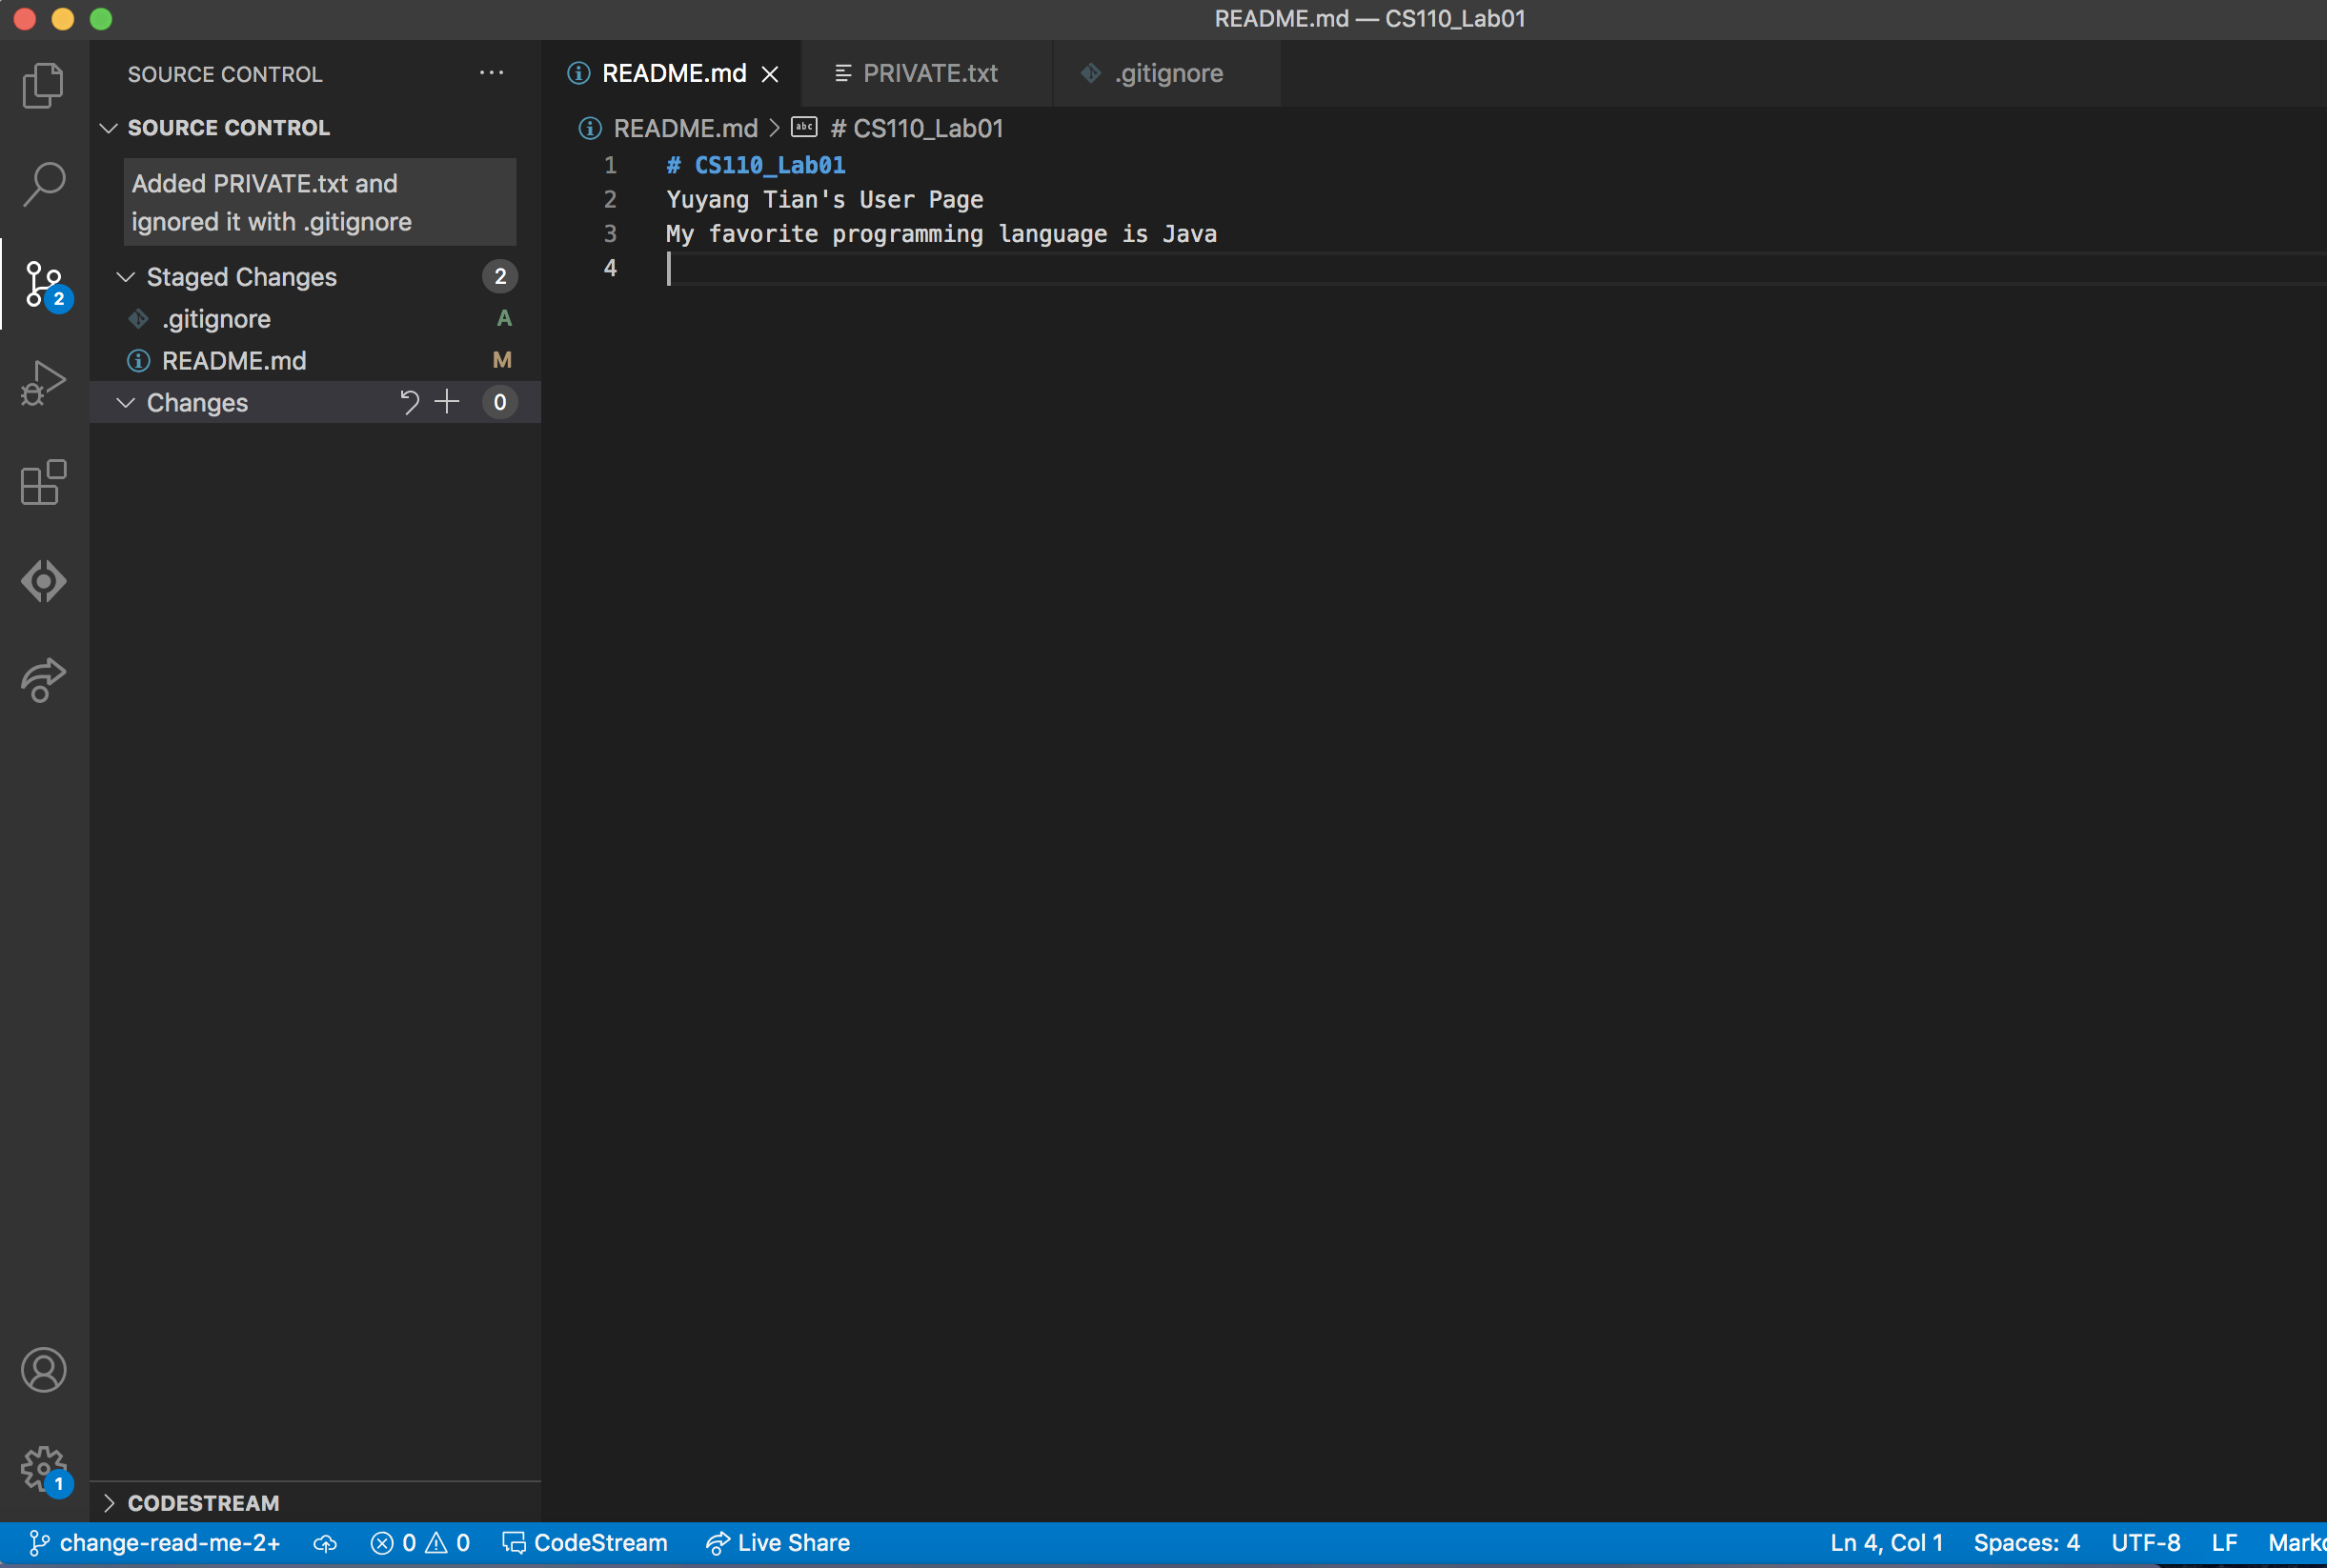 README.md — CS110_Lab01
SOURCE CONTROL
SOURCE CONTROL
Added PRIVATE.txt and
ignored it with .gitignore
Staged Changes 2
.gitignore A
README.md M
Changes 0
2
1
CODESTREAM
README.md PRIVATE.txt .gitignore
README.md abc # CS110_Lab01
1 # CS110_Lab01
2 Yuyang Tian's User Page
3 My favorite programming language is Java
4
change-read-me-2+ 0 0 CodeStream Live Share Ln 4, Col 1 Spaces: 4 UTF-8 LF Markd